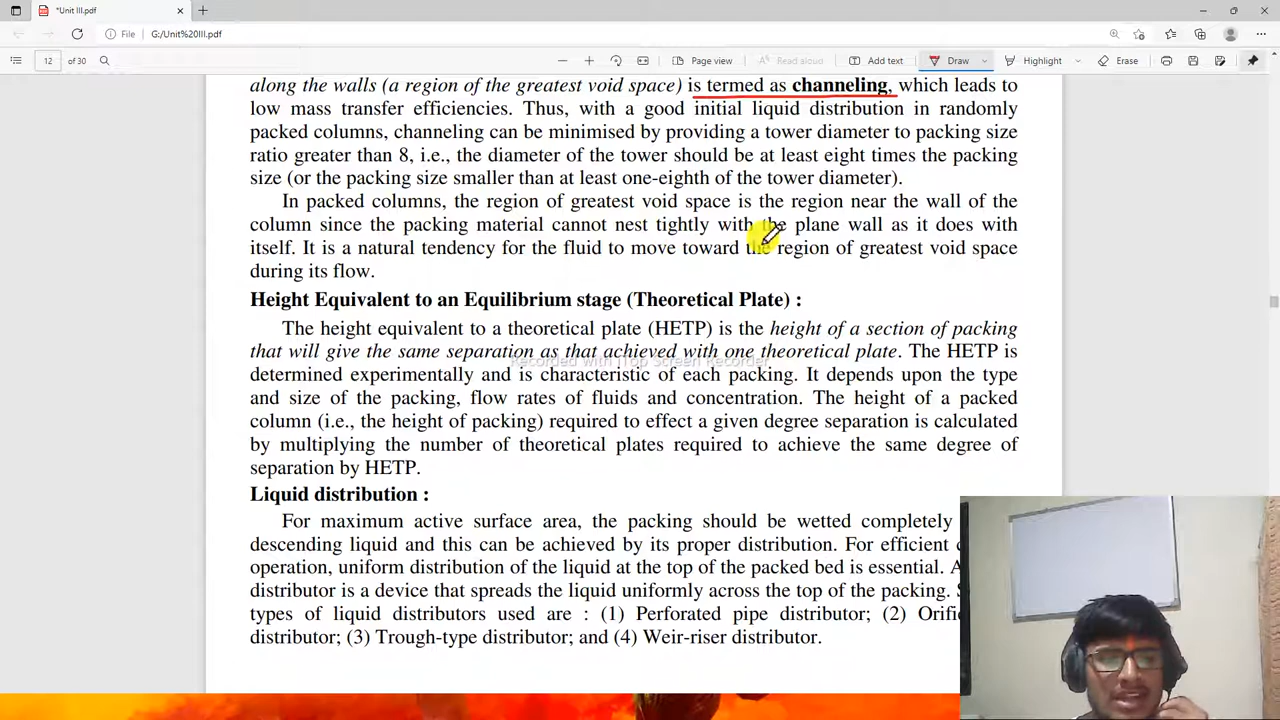 *Unit III.pdf
File
G:/Unit%20III.pdf
12 of 30
Page view
Read aloud
Add text
Draw
Highlight
Erase
along the walls (a region of the greatest void space) is termed as channeling, which leads to
low mass transfer efficiencies. Thus, with a good initial liquid distribution in randomly
packed columns, channeling can be minimised by providing a tower diameter to packing size
ratio greater than 8, i.e., the diameter of the tower should be at least eight times the packing
size (or the packing size smaller than at least one-eighth of the tower diameter).
In packed columns, the region of greatest void space is the region near the wall of the
column since the packing material cannot nest tightly with the plane wall as it does with
itself. It is a natural tendency for the fluid to move toward the region of greatest void space
during its flow.
Height Equivalent to an Equilibrium stage (Theoretical Plate) :
The height equivalent to a theoretical plate (HETP) is the height of a section of packing
that will give the same separation as that achieved with one theoretical plate. The HETP is
Recorded with iTop Screen Recorder
determined experimentally and is characteristic of each packing. It depends upon the type
and size of the packing, flow rates of fluids and concentration. The height of a packed
column (i.e., the height of packing) required to effect a given degree separation is calculated
by multiplying the number of theoretical plates required to achieve the same degree of
separation by HETP.
Liquid distribution :
For maximum active surface area, the packing should be wetted completely
descending liquid and this can be achieved by its proper distribution. For efficient
operation, uniform distribution of the liquid at the top of the packed bed is essential.
distributor is a device that spreads the liquid uniformly across the top of the packing.
types of liquid distributors used are : (1) Perforated pipe distributor; (2)
distributor; (3) Trough-type distributor; and (4) Weir-riser distributor.